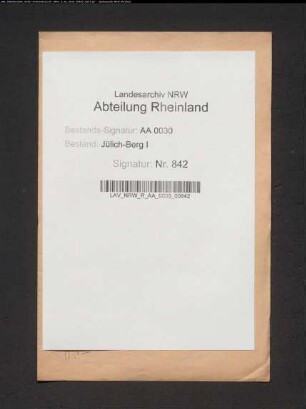 Landesarchiv NRW
Abteilung Rheinland
Bestands-Signatur: AA 0030
Bestand: Jülich-Berg I
Signatur: Nr. 842
LAV_NRW_R_AA_0030_00842